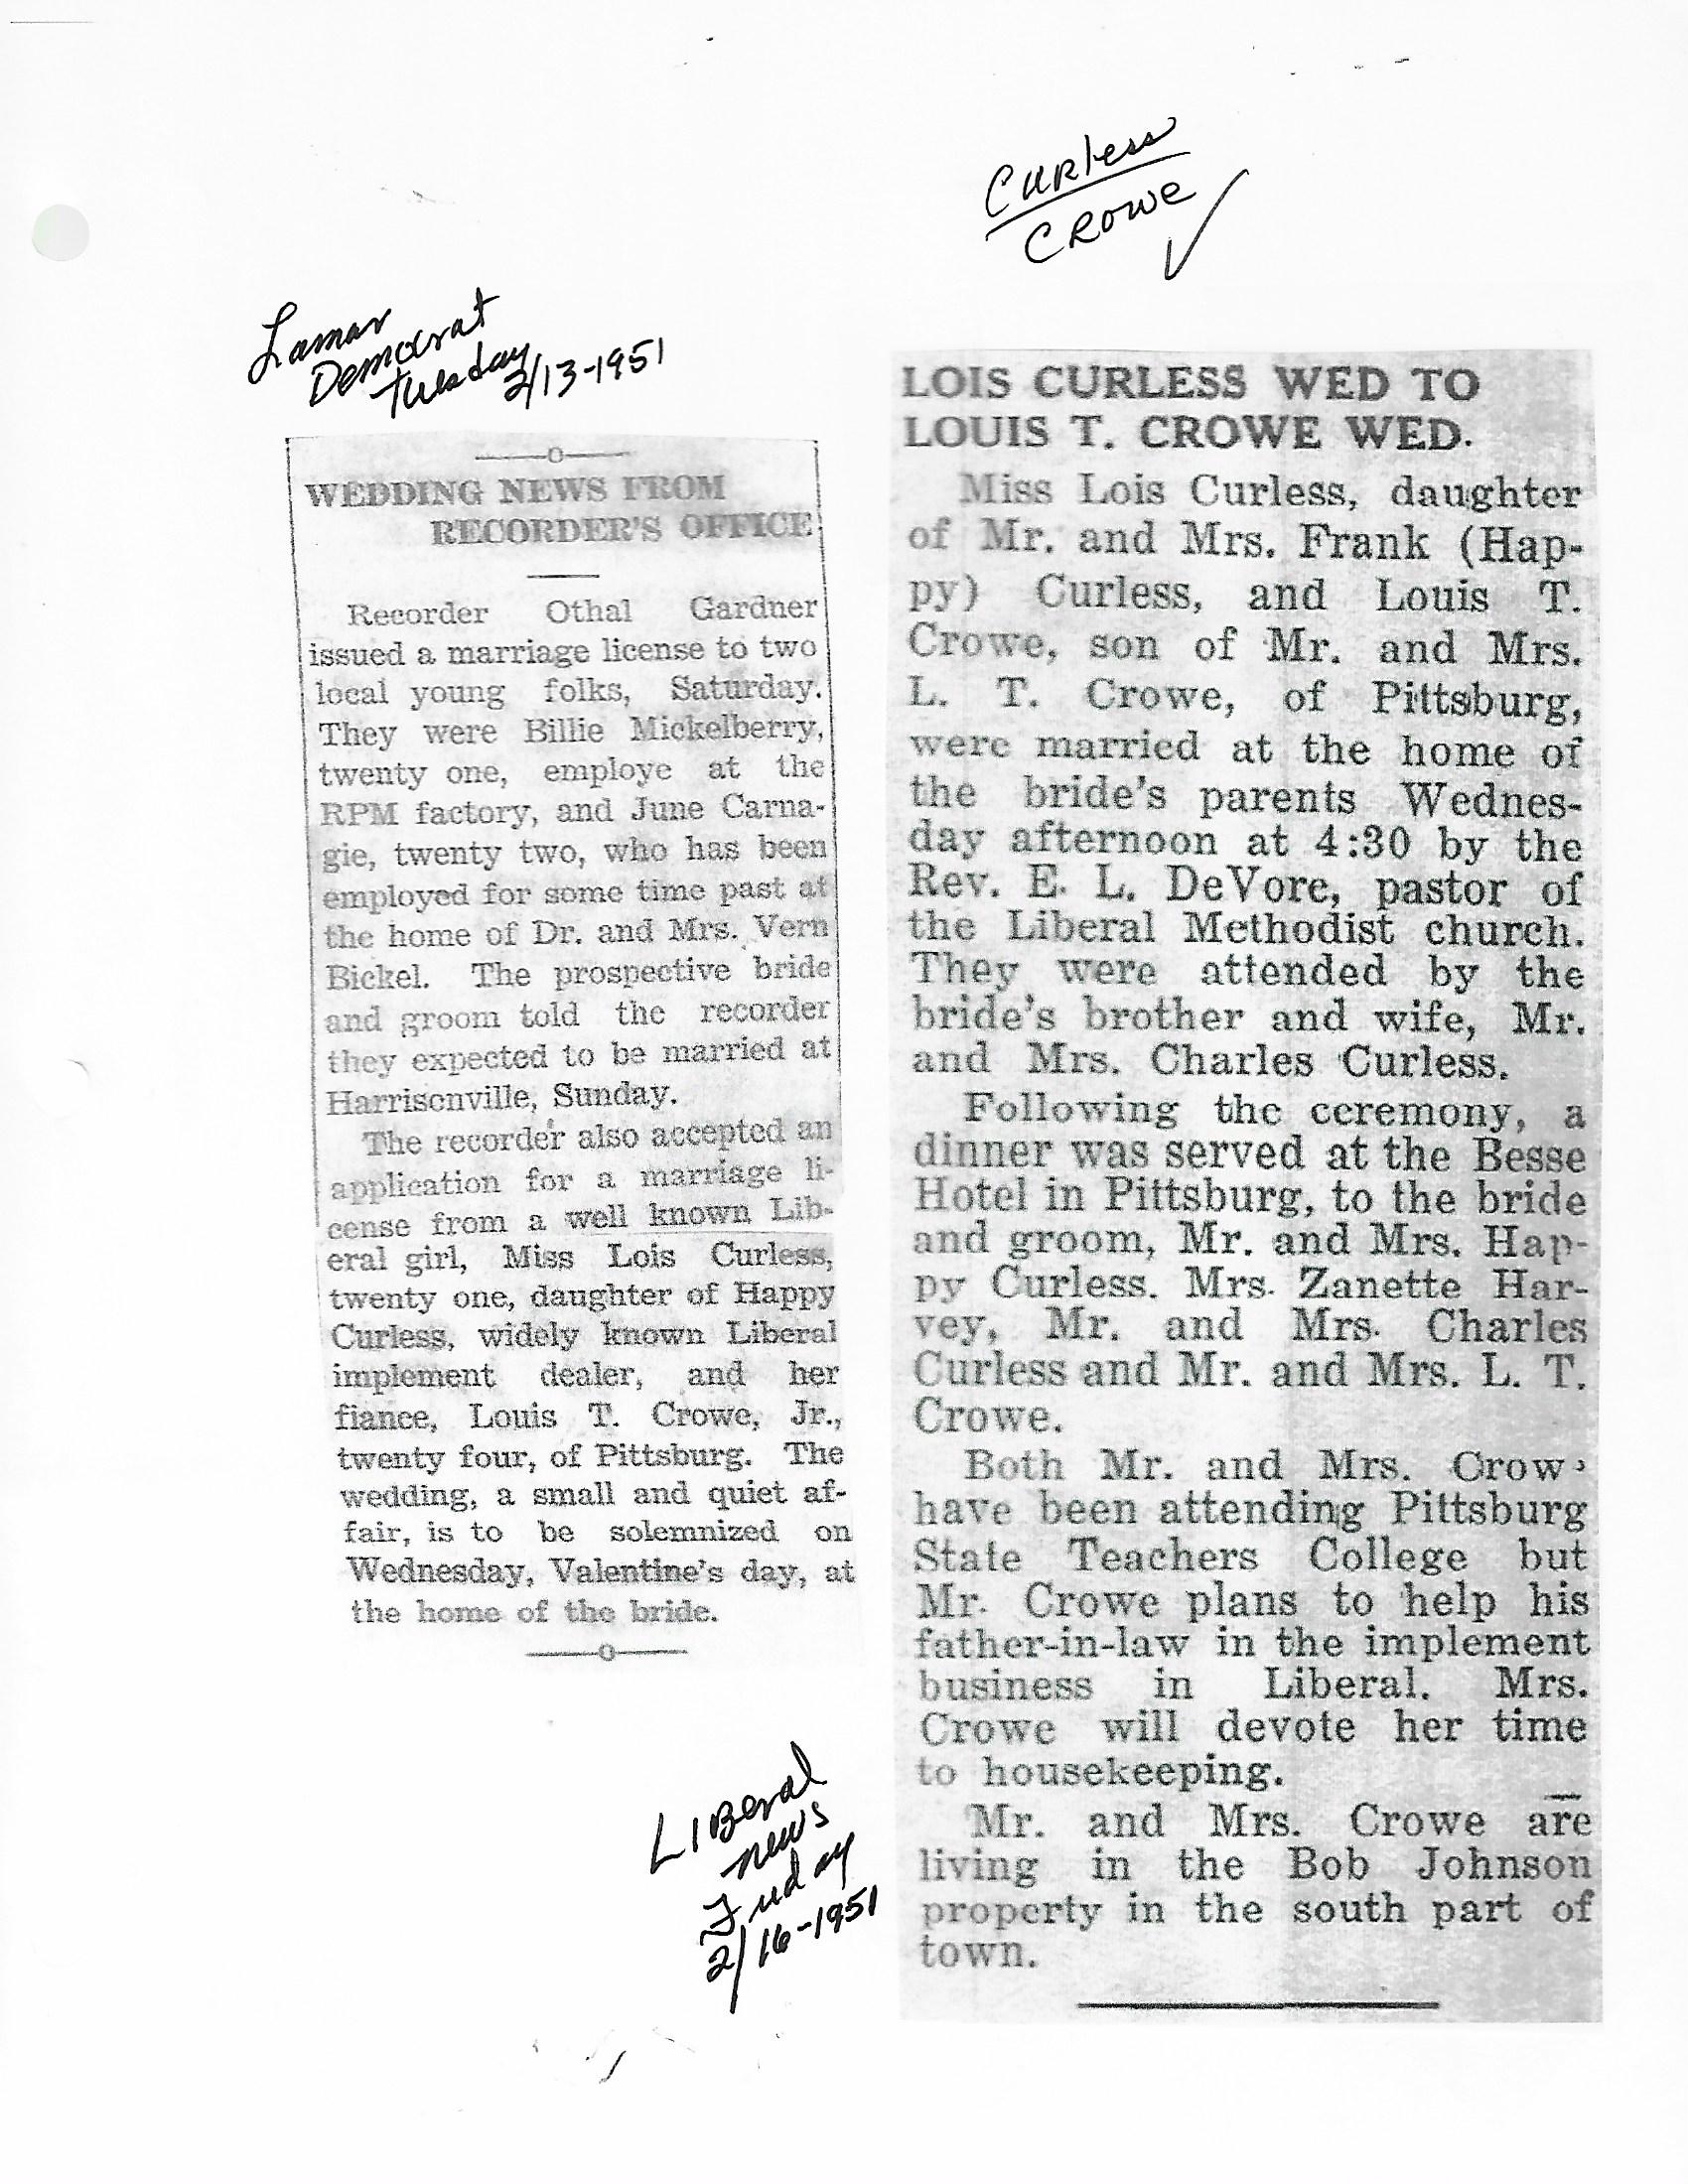 Curless
Crowe
Lamar
Democrat
Tuesday
2/13-1951
WEDDING NEWS FROM
RECORDER'S OFFICE
Recorder Othal Gardner
issued a marriage license to two
local young folks, Saturday.
They were Billie Mickelberry,
twenty one, employe at the
RPM factory, and June Carna-
gie, twenty two, who has been
employed for some time past at
the home of Dr. and Mrs. Vern
Bickel. The prospective bride
and groom told the recorder
they expected to be married at
Harrisonville, Sunday.
The recorder also accepted an
application for a marriage li-
cense from a well known Lib-
eral girl, Miss Lois Curless,
twenty one, daughter of Happy
Curless, widely known Liberal
implement dealer, and her
fiance, Louis T. Crowe, Jr.,
twenty four, of Pittsburg. The
wedding, a small and quiet af-
fair, is to be solemnized on
Wednesday, Valentine's day, at
the home of the bride.
Liberal
News
Friday
2/16-1951
LOIS CURLESS WED TO
LOUIS T. CROWE WED.
Miss Lois Curless, daughter
of Mr. and Mrs. Frank (Hap-
py) Curless, and Louis T.
Crowe, son of Mr. and Mrs.
L. T. Crowe, of Pittsburg,
were married at the home of
the bride's parents Wednes-
day afternoon at 4:30 by the
Rev. E. L. DeVore, pastor of
the Liberal Methodist church.
They were attended by the
bride's brother and wife, Mr.
and Mrs. Charles Curless.
Following the ceremony, a
dinner was served at the Besse
Hotel in Pittsburg, to the bride
and groom, Mr. and Mrs. Hap-
py Curless. Mrs. Zanette Har-
vey, Mr. and Mrs. Charles
Curless and Mr. and Mrs. L. T.
Crowe.
Both Mr. and Mrs. Crow
have been attending Pittsburg
State Teachers College but
Mr. Crowe plans to help his
father-in-law in the implement
business in Liberal. Mrs.
Crowe will devote her time
to housekeeping.
Mr. and Mrs. Crowe are
living in the Bob Johnson
property in the south part of
town.